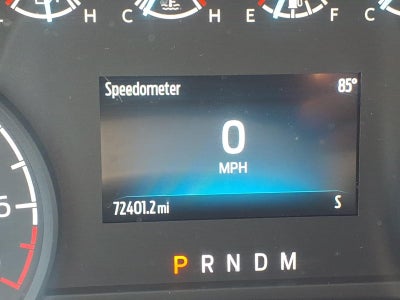 H C H E F C
Speedometer 85°
0
MPH
72401.2 mi S
5
P R N D M